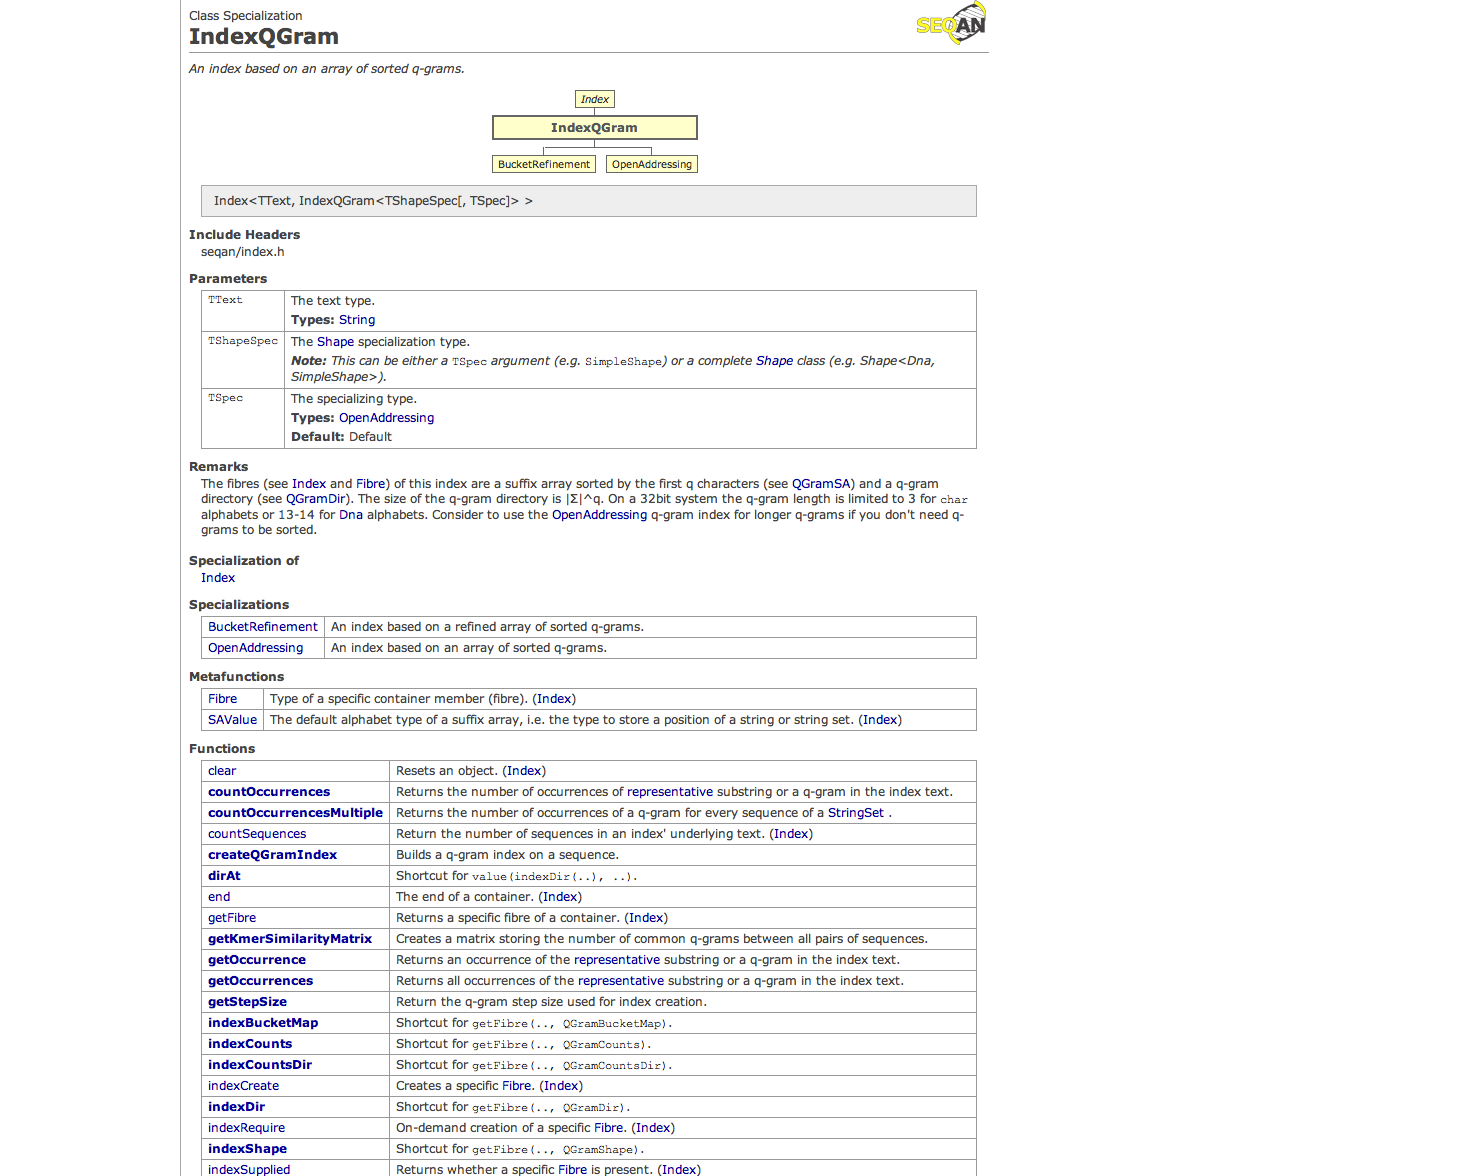 Class Specialization
IndexQGram
SEQAN
An index based on an array of sorted q-grams.
Index
IndexQGram
BucketRefinement OpenAddressing
Index<TText, IndexQGram<TShapeSpec[, TSpec]> >
Include Headers
seqan/index.h
Parameters
TText The text type.
Types: String
TShapeSpec The Shape specialization type.
Note: This can be either a TSpec argument (e.g. SimpleShape) or a complete Shape class (e.g. Shape<Dna,
SimpleShape>).
TSpec The specializing type.
Types: OpenAddressing
Default: Default
Remarks
The fibres (see Index and Fibre) of this index are a suffix array sorted by the first q characters (see QGramSA) and a q-gram
directory (see QGramDir). The size of the q-gram directory is |Σ|^q. On a 32bit system the q-gram length is limited to 3 for char
alphabets or 13-14 for Dna alphabets. Consider to use the OpenAddressing q-gram index for longer q-grams if you don't need q-
grams to be sorted.
Specialization of
Index
Specializations
BucketRefinement An index based on a refined array of sorted q-grams.
OpenAddressing An index based on an array of sorted q-grams.
Metafunctions
Fibre Type of a specific container member (fibre). (Index)
SAValue The default alphabet type of a suffix array, i.e. the type to store a position of a string or string set. (Index)
Functions
clear Resets an object. (Index)
countOccurrences Returns the number of occurrences of representative substring or a q-gram in the index text.
countOccurrencesMultiple Returns the number of occurrences of a q-gram for every sequence of a StringSet .
countSequences Return the number of sequences in an index' underlying text. (Index)
createQGramIndex Builds a q-gram index on a sequence.
dirAt Shortcut for value(indexDir(..), ..).
end The end of a container. (Index)
getFibre Returns a specific fibre of a container. (Index)
getKmerSimilarityMatrix Creates a matrix storing the number of common q-grams between all pairs of sequences.
getOccurrence Returns an occurrence of the representative substring or a q-gram in the index text.
getOccurrences Returns all occurrences of the representative substring or a q-gram in the index text.
getStepSize Return the q-gram step size used for index creation.
indexBucketMap Shortcut for getFibre(.., QGramBucketMap).
indexCounts Shortcut for getFibre(.., QGramCounts).
indexCountsDir Shortcut for getFibre(.., QGramCountsDir).
indexCreate Creates a specific Fibre. (Index)
indexDir Shortcut for getFibre(.., QGramDir).
indexRequire On-demand creation of a specific Fibre. (Index)
indexShape Shortcut for getFibre(.., QGramShape).
indexSupplied Returns whether a specific Fibre is present. (Index)